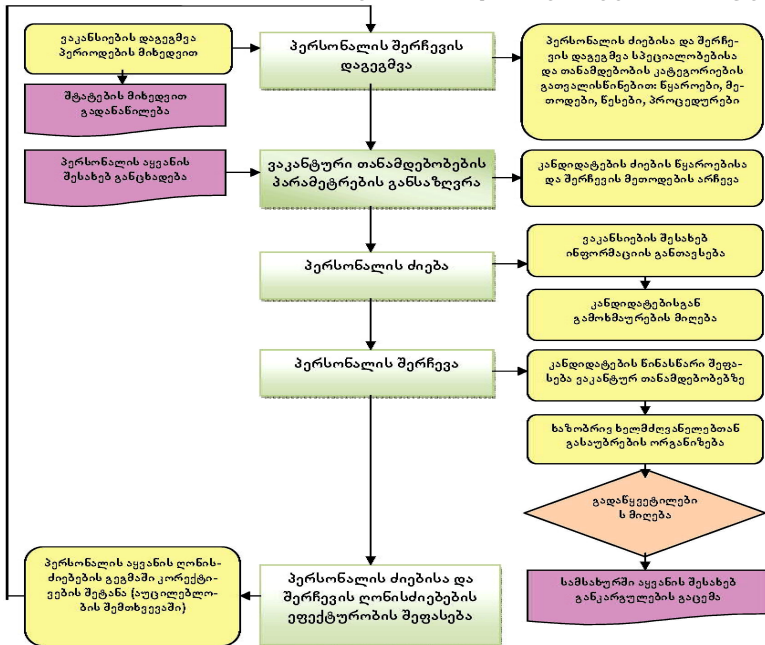 ვაკანსიების დაგეგმვა
პერიოდების მიხედვით
პერსონალის შერჩევის
დაგეგმვა
პერსონალის ძიებისა და შერჩე-
ვის დაგეგმვა სპეციალობებისა
და თანამდებობის კატეგორიების
გათვალისწინებით: წყაროები, მე-
თოდები, წესები, პროცედურები
შტატების მიხედვით
გადანაწილება
პერსონალის აყვანის
შესახებ განცხადება
ვაკანტური თანამდებობების
პარამეტრების განსაზღვრა
კანდიდატების ძიების წყაროებისა
და შერჩევის მეთოდების არჩევა
პერსონალის ძიება
ვაკანსიების შესახებ
ინფორმაციის განთავსება
კანდიდატებისგან
გამოხმაურების მიღება
პერსონალის შერჩევა
კანდიდატების წინასწარი შეფა-
სება ვაკანტურ თანამდებობებზე
ხაზობრივ ხელმძღვანელებთან
გასაუბრების ორგანიზება
გადაწყვეტილები
ს მიღება
პერსონალის აყვანის ღონის-
ძიებების გეგმაში კორექტი-
ვების შეტანა (აუცილებლო-
ბის შემთხვევაში)
პერსონალის ძიებისა და
შერჩევის ღონისძიებების
ეფექტურობის შეფასება
სამსახურში აყვანის შესახებ
განკარგულების გაცემა